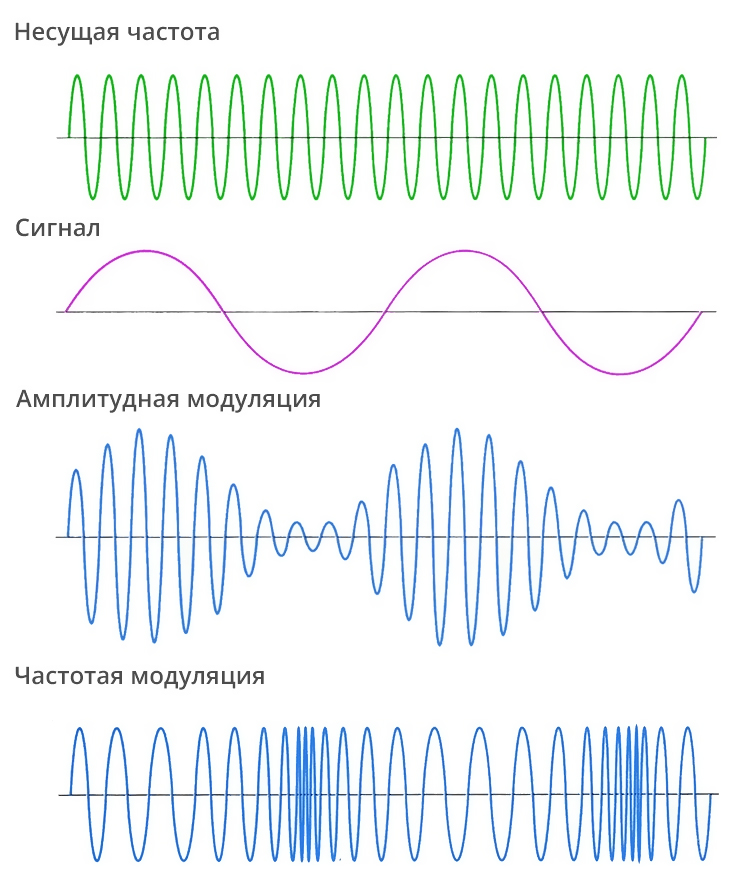 Несущая частота
Сигнал
Амплитудная модуляция
Частотая модуляция